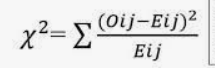 χ²=∑ (Oij−Eij)² / Eij